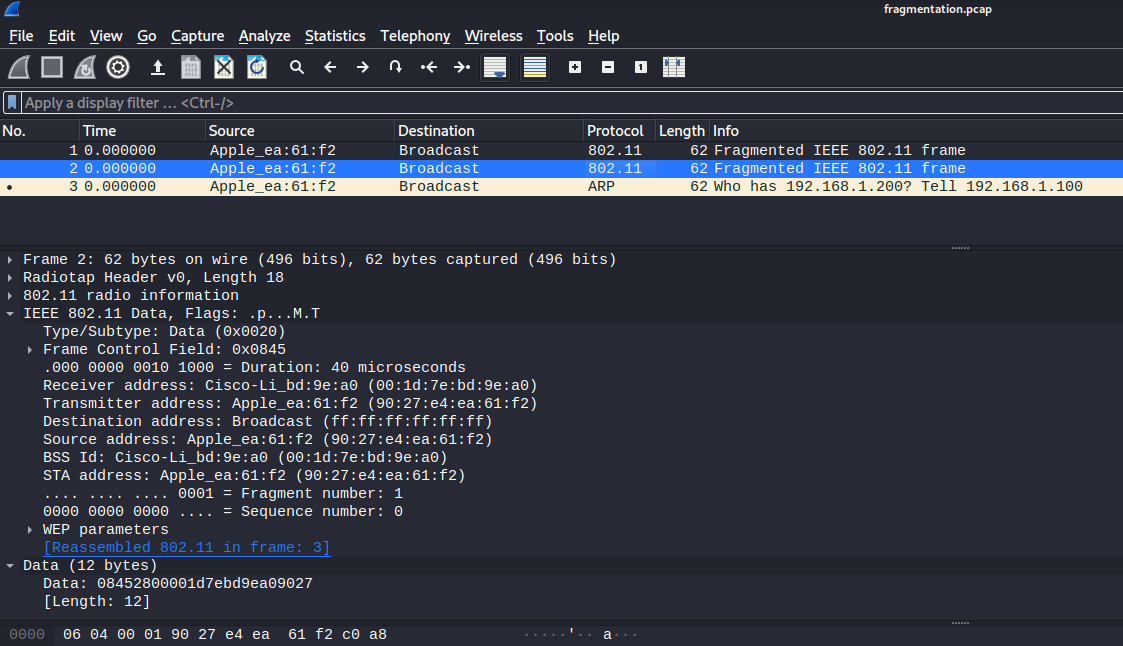 fragmentation.pcap
File Edit View Go Capture Analyze Statistics Telephony Wireless Tools Help
Apply a display filter ... <Ctrl-/>
No. Time Source Destination Protocol Length Info
1 0.000000 Apple_ea:61:f2 Broadcast 802.11 62 Fragmented IEEE 802.11 frame
2 0.000000 Apple_ea:61:f2 Broadcast 802.11 62 Fragmented IEEE 802.11 frame
3 0.000000 Apple_ea:61:f2 Broadcast ARP 62 Who has 192.168.1.200? Tell 192.168.1.100
Frame 2: 62 bytes on wire (496 bits), 62 bytes captured (496 bits)
Radiotap Header v0, Length 18
802.11 radio information
IEEE 802.11 Data, Flags: .p...M.T
Type/Subtype: Data (0x0020)
Frame Control Field: 0x0845
.000 0000 0010 1000 = Duration: 40 microseconds
Receiver address: Cisco-Li_bd:9e:a0 (00:1d:7e:bd:9e:a0)
Transmitter address: Apple_ea:61:f2 (90:27:e4:ea:61:f2)
Destination address: Broadcast (ff:ff:ff:ff:ff:ff)
Source address: Apple_ea:61:f2 (90:27:e4:ea:61:f2)
BSS Id: Cisco-Li_bd:9e:a0 (00:1d:7e:bd:9e:a0)
STA address: Apple_ea:61:f2 (90:27:e4:ea:61:f2)
.... .... .... 0001 = Fragment number: 1
0000 0000 0000 .... = Sequence number: 0
WEP parameters
[Reassembled 802.11 in frame: 3]
Data (12 bytes)
Data: 08452800001d7ebd9ea09027
[Length: 12]
0000 06 04 00 01 90 27 e4 ea 61 f2 c0 a8 ·····'·· a···